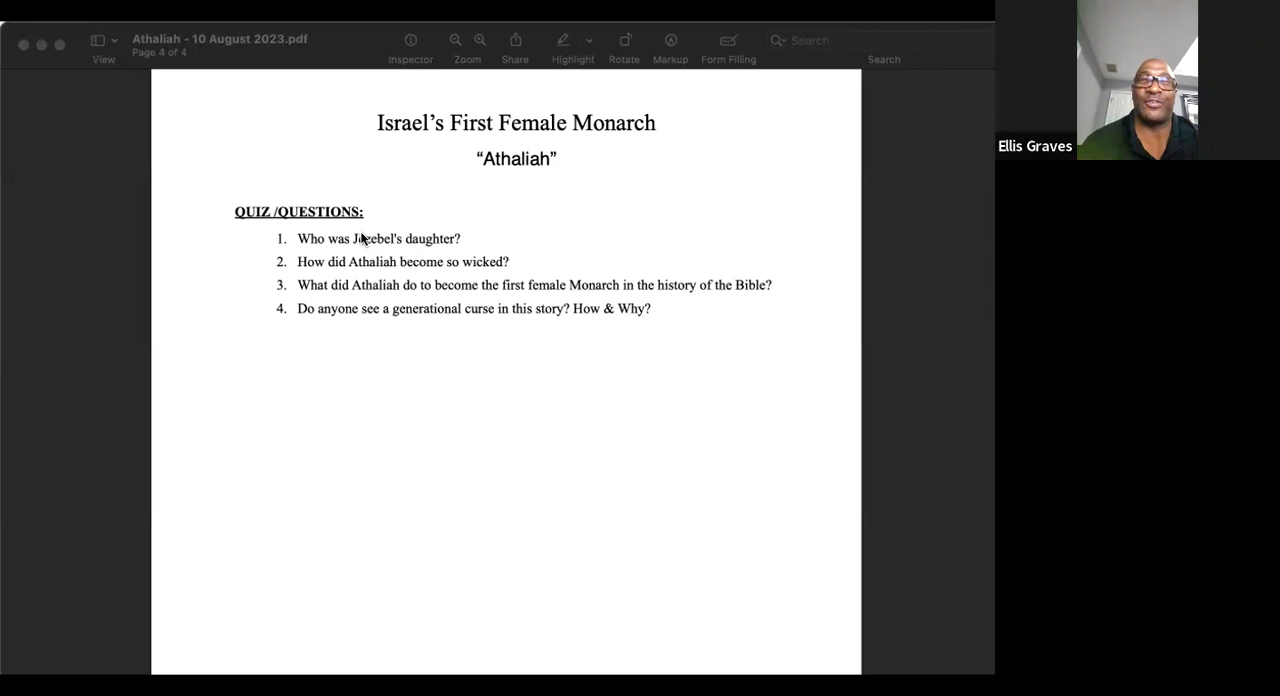 Athaliah - 10 August 2023.pdf
Page 4 of 4
View
Inspector
Zoom
Share
Highlight
Rotate
Markup
Form Filling
Search
Search
Ellis Graves
Israel’s First Female Monarch
“Athaliah”
QUIZ /QUESTIONS:
1. Who was Jezebel's daughter?
2. How did Athaliah become so wicked?
3. What did Athaliah do to become the first female Monarch in the history of the Bible?
4. Do anyone see a generational curse in this story? How & Why?